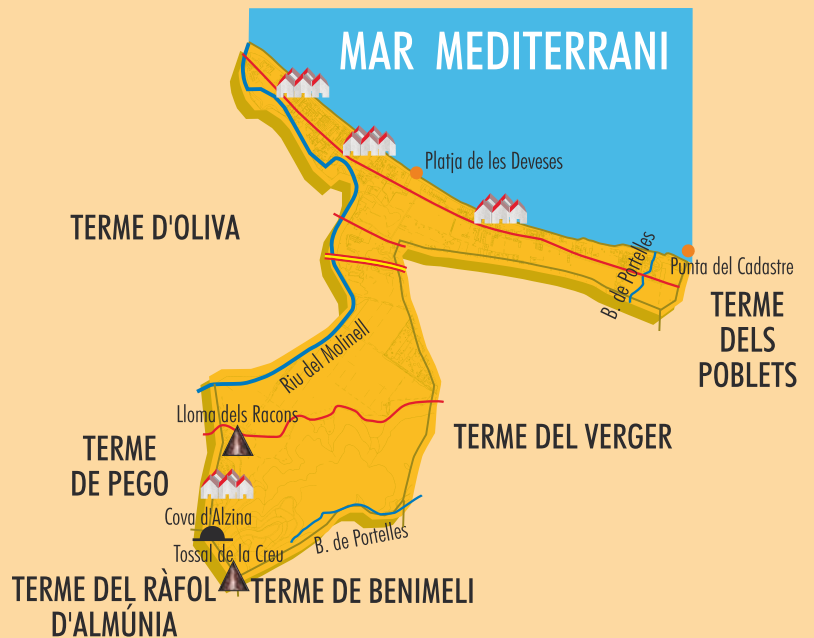 MAR MEDITERRANI
Platja de les Deveses
TERME D'OLIVA
B. de Portelles
Punta del Cadastre
TERME
DELS
POBLETS
Riu del Molinell
Lloma dels Racons
TERME
DE PEGO
TERME DEL VERGER
Cova d'Alzina
B. de Portelles
Tossal de la Creu
TERME DEL RÀFOL
D'ALMÚNIA
TERME DE BENIMELI